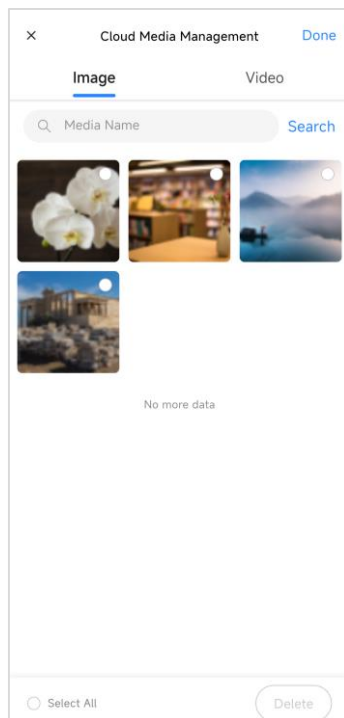 × Cloud Media Management Done
Image Video
Media Name Search
No more data
Select All Delete